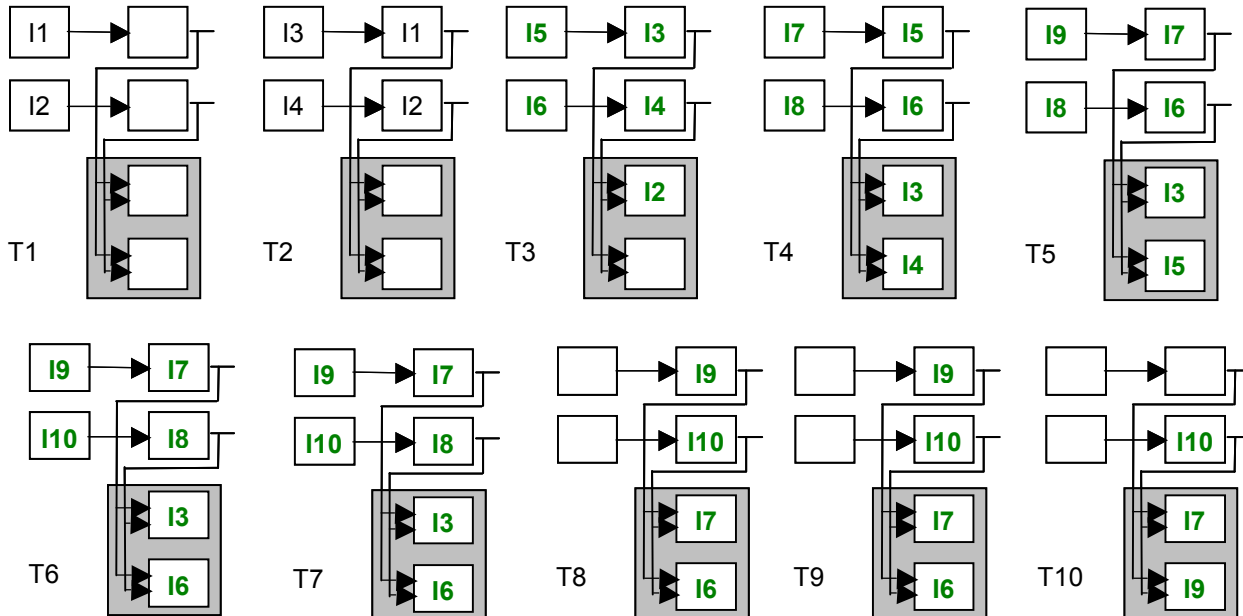 I1 I3 I1 I5 I3 I7 I5 I9 I7
I2 I4 I2 I6 I4 I8 I6 I8 I6
I2 I3 I3
T1 T2 T3 T4 I4 T5 I5
I9 I7 I9 I7 I9 I9
I10 I8 I10 I8 I10 I10 I10
I3 I3 I7 I7 I7
T6 I6 T7 I6 T8 I6 T9 I6 T10 I9